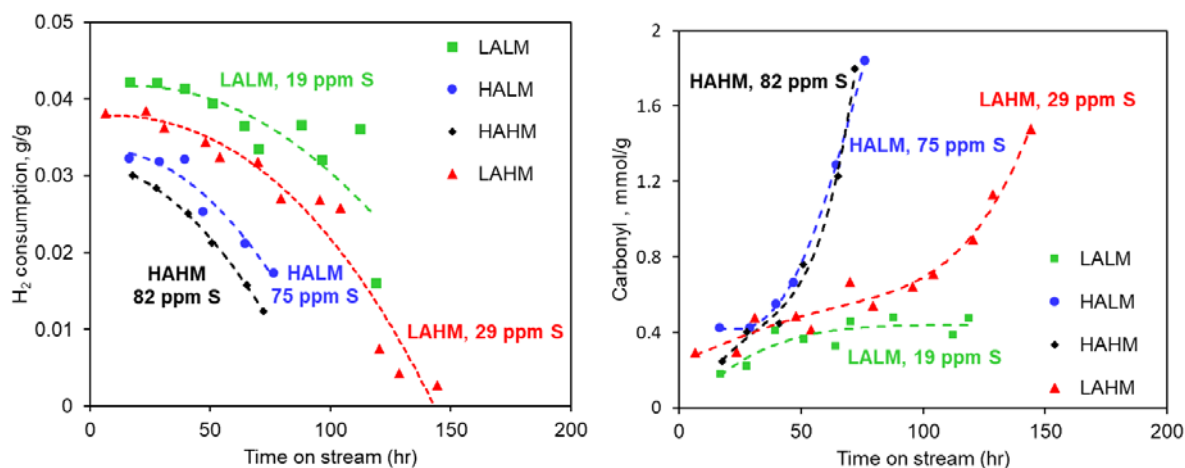 0.05
0.04
0.03
0.02
0.01
0
H2 consumption, g/g
LALM
HALM
HAHM
LAHM
LALM, 19 ppm S
HAHM
82 ppm S
HALM
75 ppm S
LAHM, 29 ppm S
0 50 100 150 200
Time on stream (hr)
2
1.6
1.2
0.8
0.4
0
Carbonyl , mmol/g
HAHM, 82 ppm S
LAHM, 29 ppm S
HALM, 75 ppm S
LALM, 19 ppm S
LALM
HALM
HAHM
LAHM
0 50 100 150 200
Time on stream (hr)